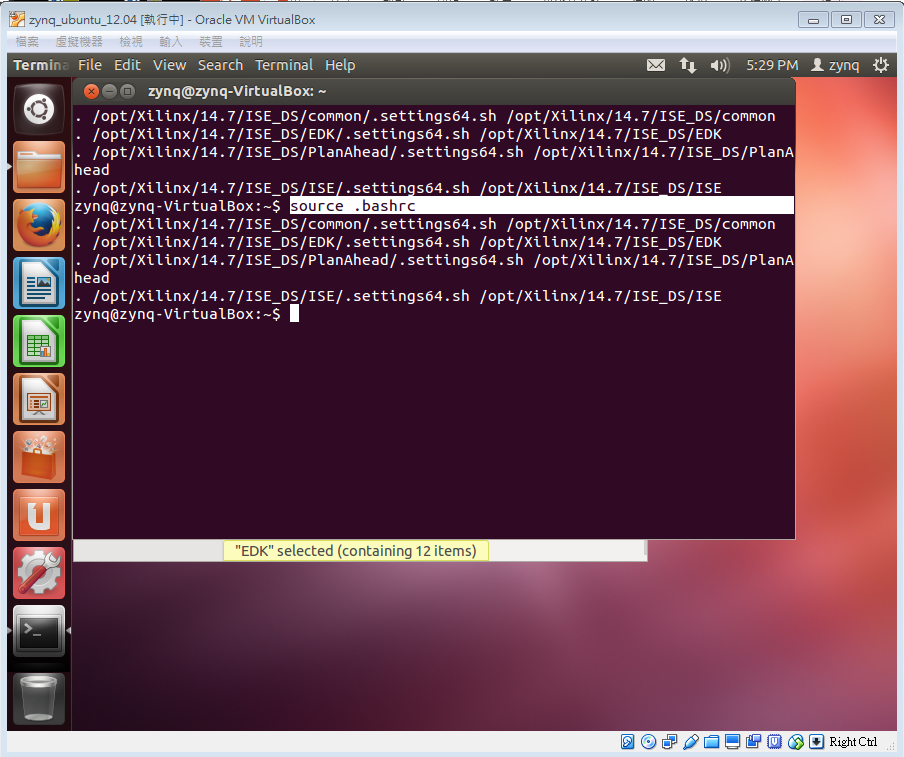 zynq_ubuntu_12.04 [執行中] - Oracle VM VirtualBox
檔案 虛擬機器 檢視 輸入 裝置 說明
Termina File Edit View Search Terminal Help 5:29 PM zynq
zynq@zynq-VirtualBox: ~
. /opt/Xilinx/14.7/ISE_DS/common/.settings64.sh /opt/Xilinx/14.7/ISE_DS/common
. /opt/Xilinx/14.7/ISE_DS/EDK/.settings64.sh /opt/Xilinx/14.7/ISE_DS/EDK
. /opt/Xilinx/14.7/ISE_DS/PlanAhead/.settings64.sh /opt/Xilinx/14.7/ISE_DS/PlanA
head
. /opt/Xilinx/14.7/ISE_DS/ISE/.settings64.sh /opt/Xilinx/14.7/ISE_DS/ISE
zynq@zynq-VirtualBox:~$ source .bashrc
. /opt/Xilinx/14.7/ISE_DS/common/.settings64.sh /opt/Xilinx/14.7/ISE_DS/common
. /opt/Xilinx/14.7/ISE_DS/EDK/.settings64.sh /opt/Xilinx/14.7/ISE_DS/EDK
. /opt/Xilinx/14.7/ISE_DS/PlanAhead/.settings64.sh /opt/Xilinx/14.7/ISE_DS/PlanA
head
. /opt/Xilinx/14.7/ISE_DS/ISE/.settings64.sh /opt/Xilinx/14.7/ISE_DS/ISE
zynq@zynq-VirtualBox:~$
"EDK" selected (containing 12 items)
Right Ctrl